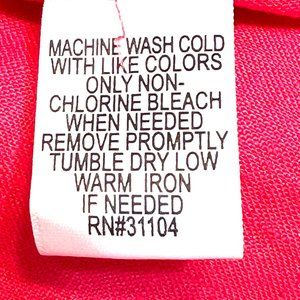 MACHINE WASH COLD
WITH LIKE COLORS
ONLY NON-
CHLORINE BLEACH
WHEN NEEDED
REMOVE PROMPTLY
TUMBLE DRY LOW
WARM IRON
IF NEEDED
RN#31104